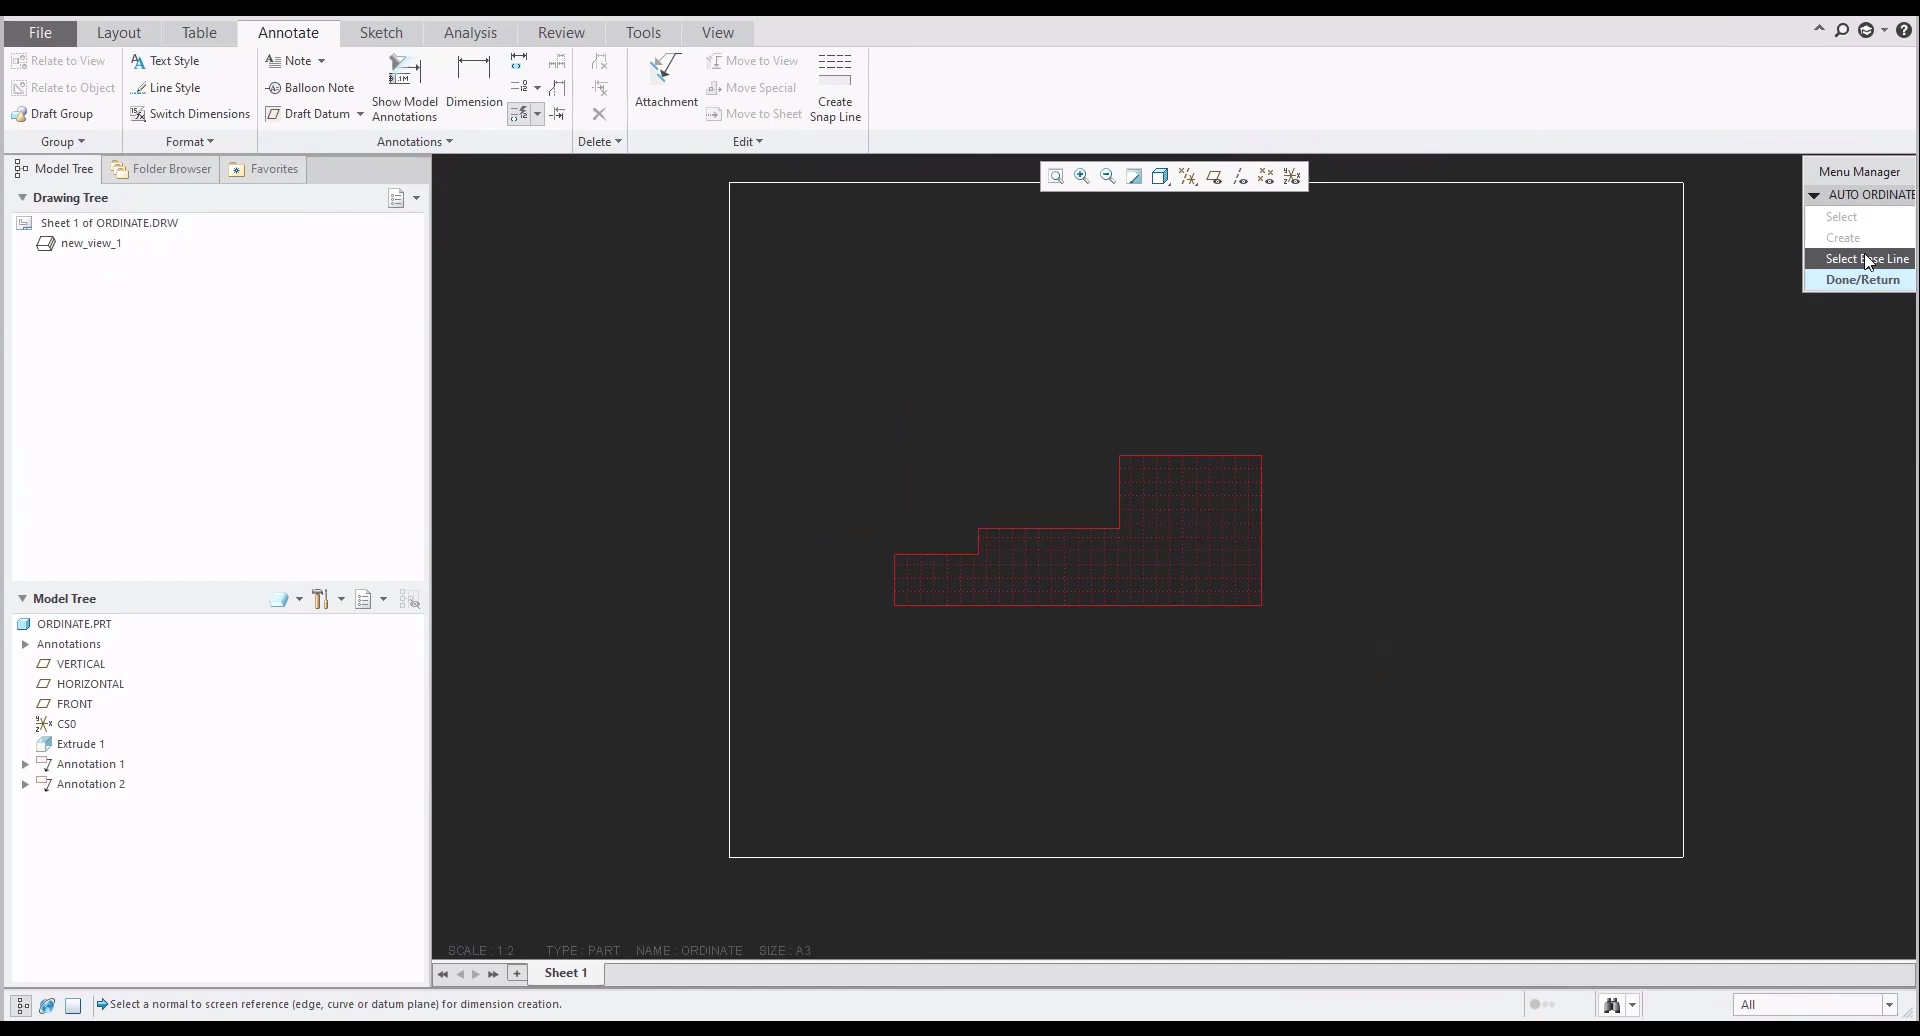 File Layout Table Annotate Sketch Analysis Review Tools View
Relate to View
Relate to Object
Draft Group
Group
Text Style
Line Style
Switch Dimensions
Format
Note
Balloon Note
Draft Datum
Show Model
Annotations
Dimension
Annotations
Delete
Attachment
Move to View
Move Special
Move to Sheet
Create
Snap Line
Edit
Model Tree Folder Browser Favorites
Drawing Tree
Sheet 1 of ORDINATE.DRW
new_view_1
Model Tree
ORDINATE.PRT
Annotations
VERTICAL
HORIZONTAL
FRONT
CS0
Extrude 1
Annotation 1
Annotation 2
Menu Manager
AUTO ORDINATE
Select
Create
Select Base Line
Done/Return
SCALE : 1:2 TYPE : PART NAME : ORDINATE SIZE : A3
Sheet 1
Select a normal to screen reference (edge, curve or datum plane) for dimension creation.
All